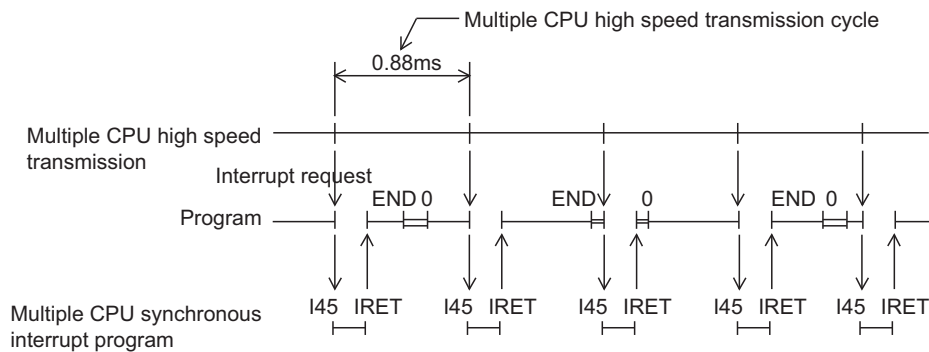 Multiple CPU high speed transmission cycle
0.88ms
Multiple CPU high speed
transmission
Interrupt request
END 0 END 0 END 0
Program
I45 IRET I45 IRET I45 IRET I45 IRET I45 IRET
Multiple CPU synchronous
interrupt program